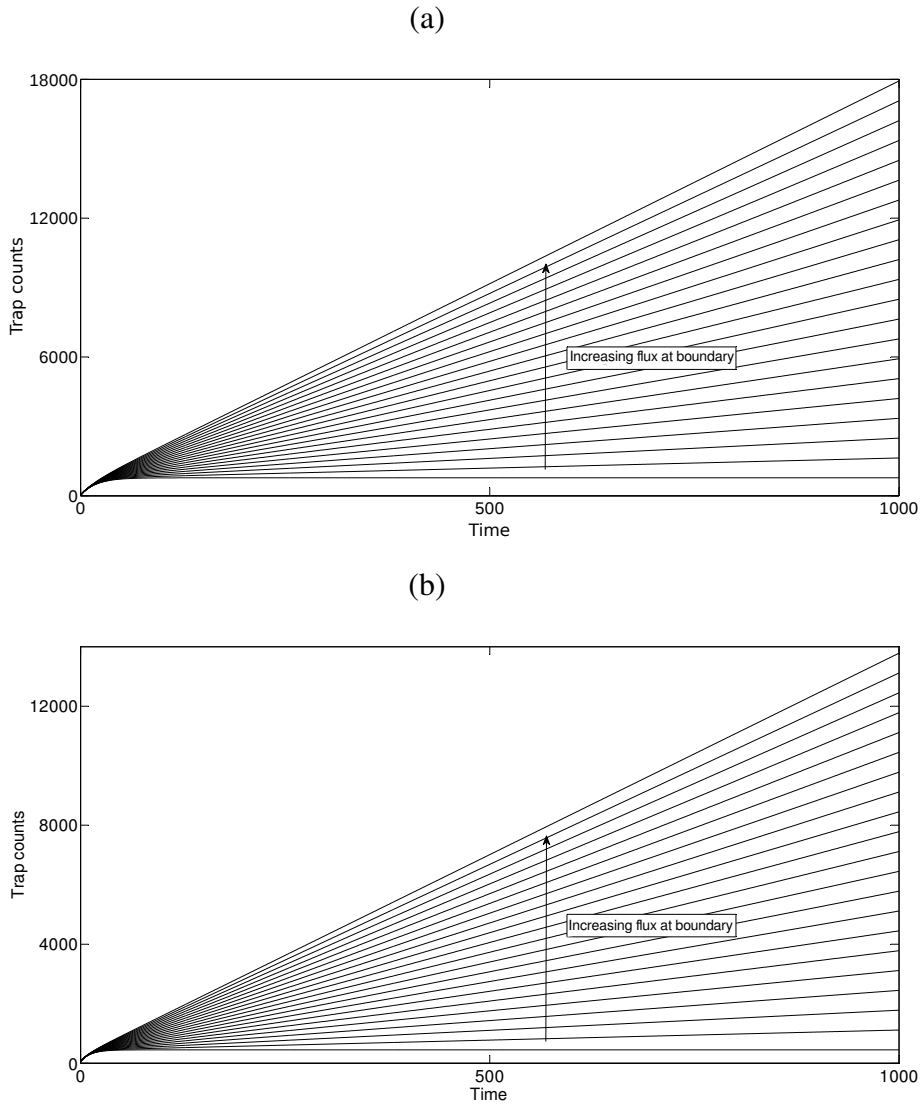 (a)
18000
12000
6000
0
Trap counts
Increasing flux at boundary
0
500
1000
Time
(b)
12000
8000
4000
0
Trap counts
Increasing flux at boundary
0
500
1000
Time